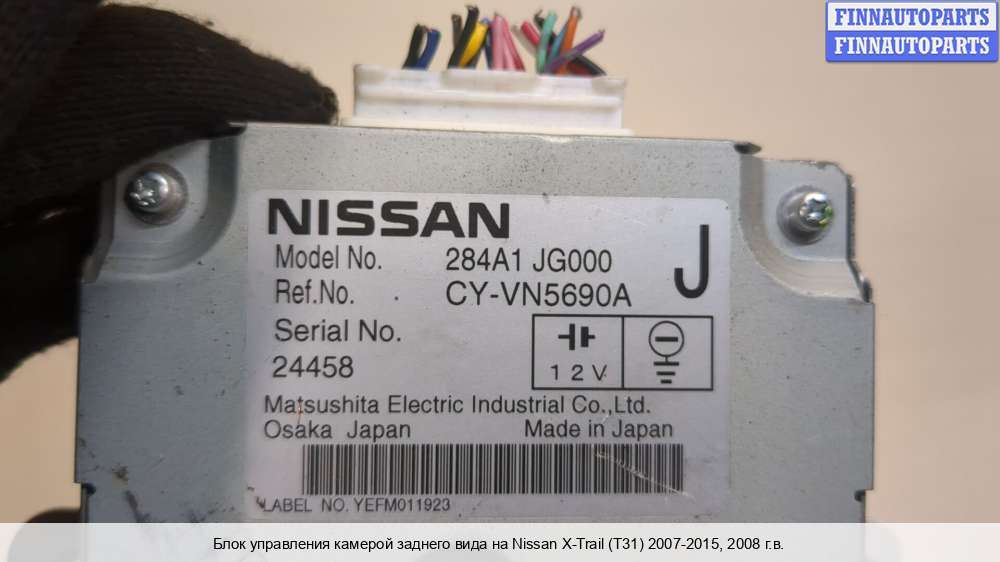 FINNAUTOPARTS
FINNAUTOPARTS
NISSAN
J
Model No. 284A1 JG000
Ref.No. CY-VN5690A
Serial No.
24458
12V
Matsushita Electric Industrial Co.,Ltd.
Osaka Japan Made in Japan
LABEL NO. YEFM011923
Блок управления камерой заднего вида на Nissan X-Trail (T31) 2007-2015, 2008 г.в.